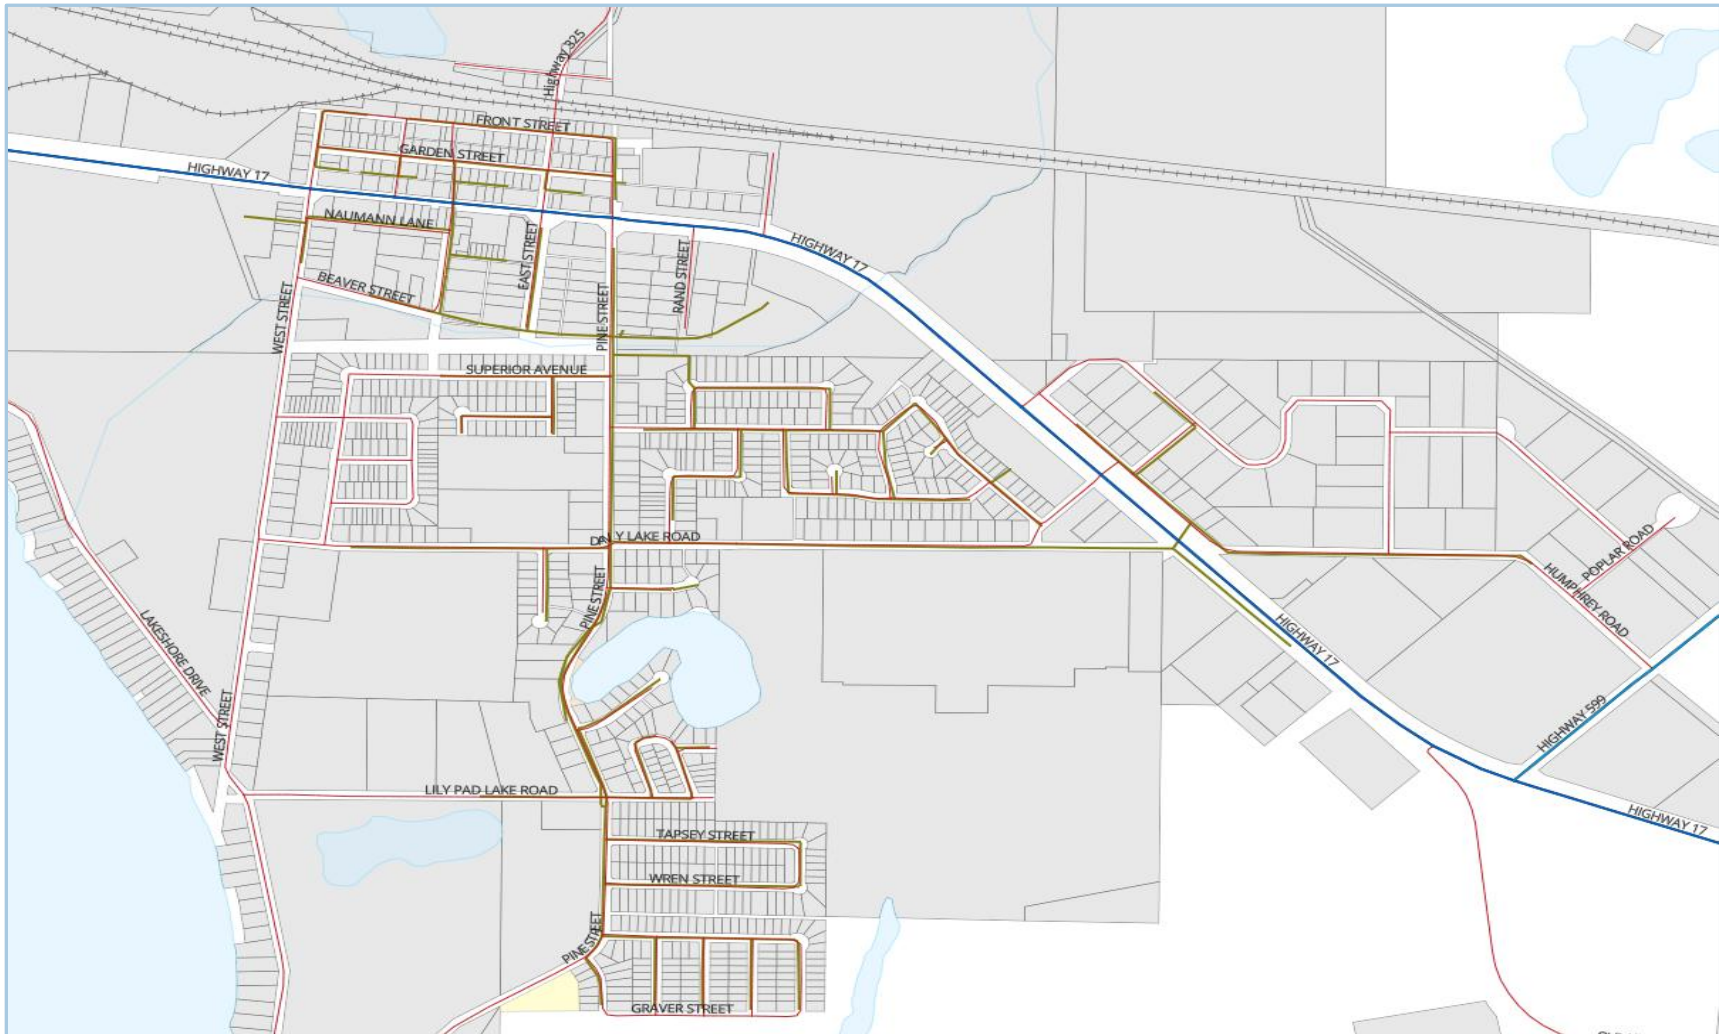 Highway 325
FRONT STREET
GARDEN STREET
HIGHWAY 17
NAUMANN LANE
EAST STREET
HIGHWAY 17
RAND STREET
BEAVER STREET
WEST STREET
PINE STREET
SUPERIOR AVENUE
LY LAKE ROAD
POPLAR ROAD
HUMPHREY ROAD
PINE STREET
LAKESHORE DRIVE
HIGHWAY 17
WEST STREET
HIGHWAY 599
LILY PAD LAKE ROAD
HIGHWAY 17
TAPSEY STREET
WREN STREET
PINE STREET
GRAVER STREET